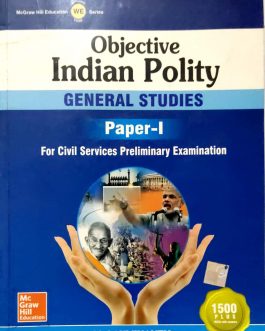 McGraw Hill Education WE Series
Objective
Indian Polity
GENERAL STUDIES
Paper-I
For Civil Services Preliminary Examination
Mc
Graw
Hill
Education
1500
PLUS